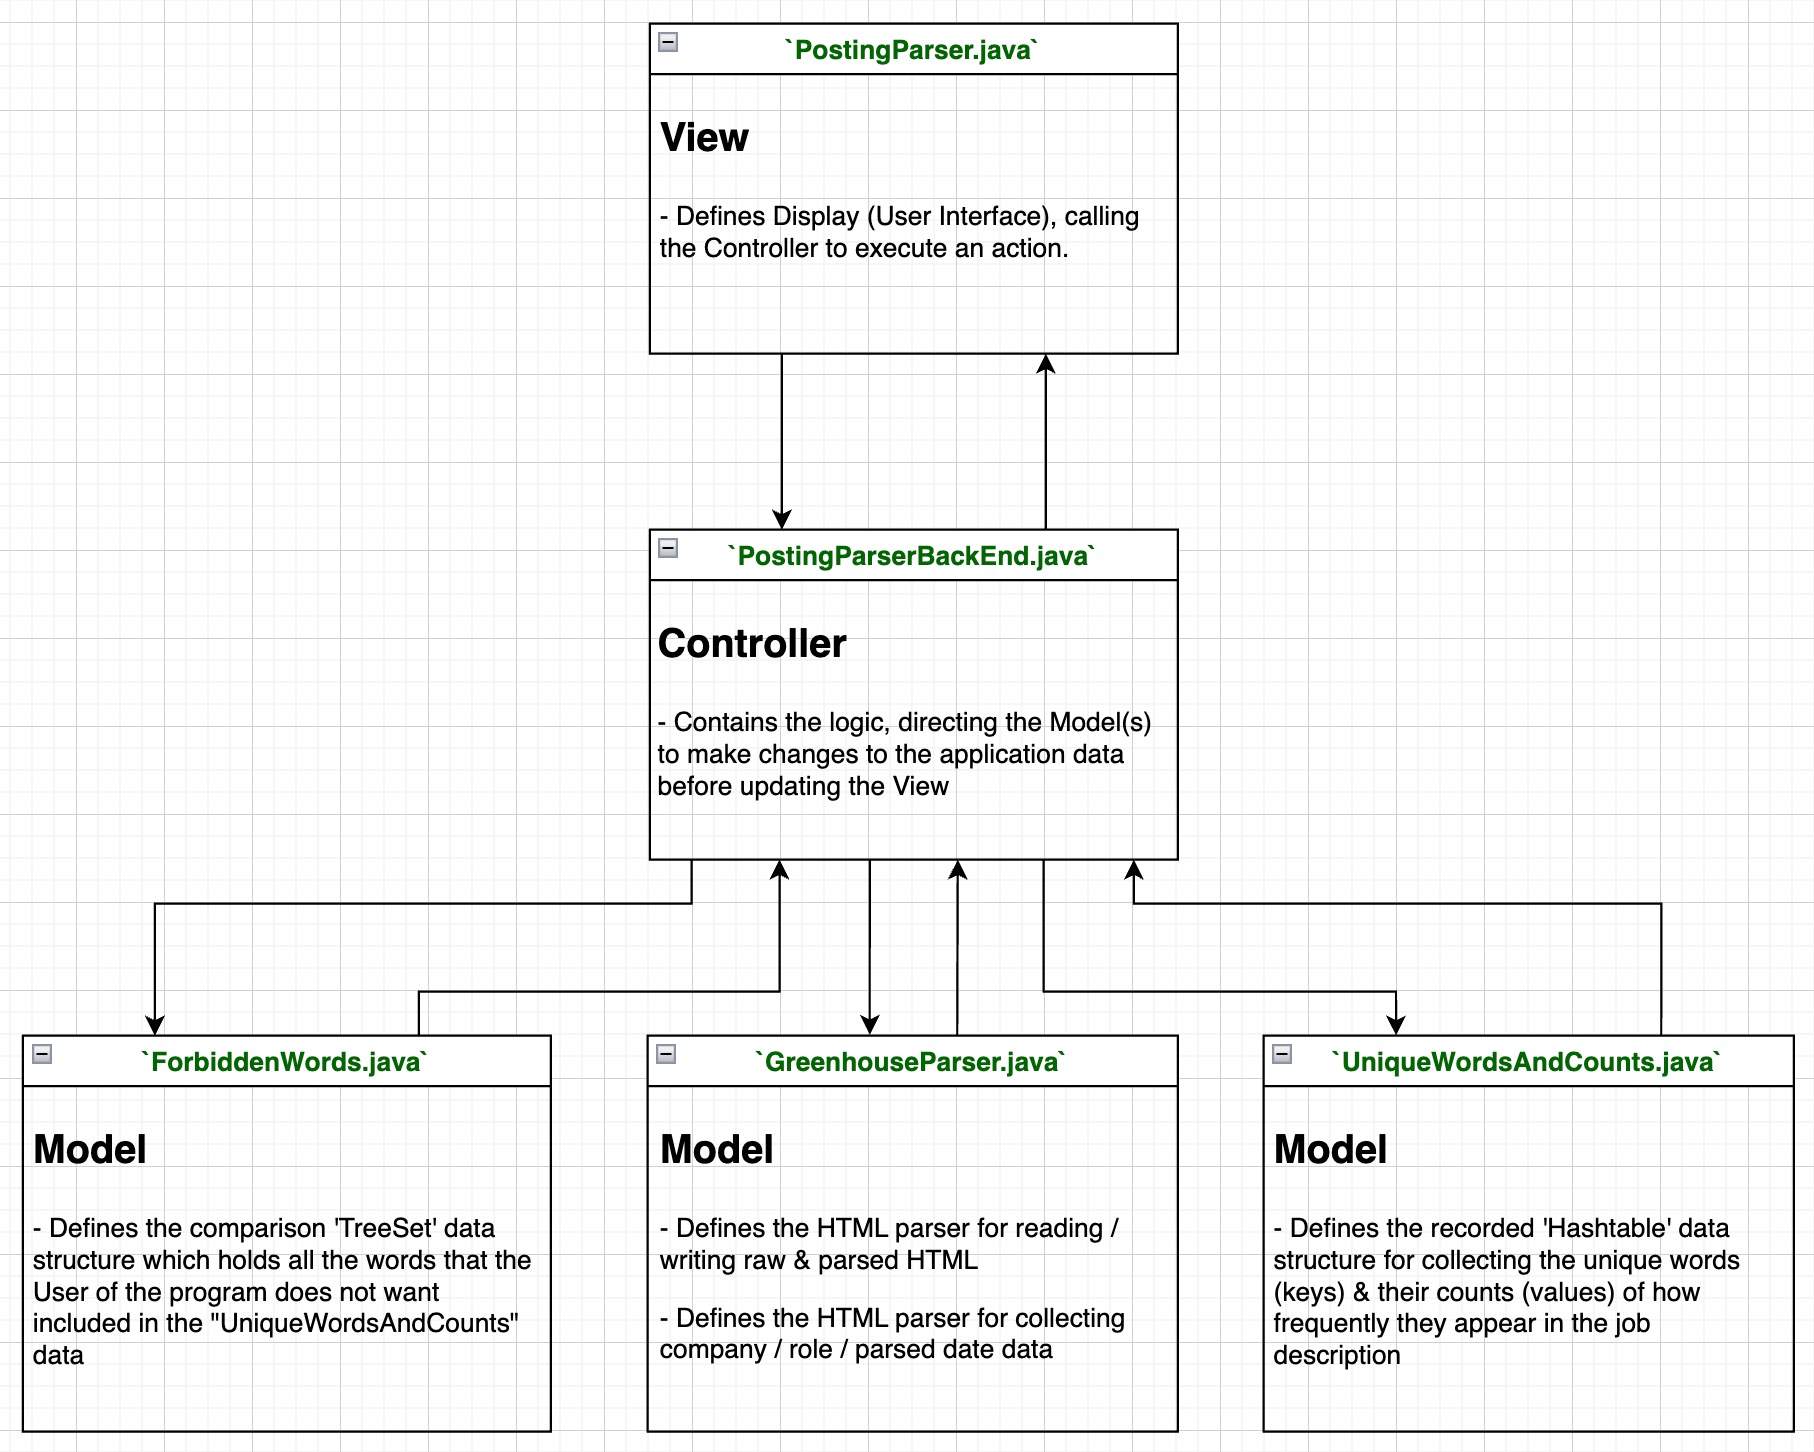 `PostingParser.java`
View
- Defines Display (User Interface), calling
the Controller to execute an action.
`PostingParserBackEnd.java`
Controller
- Contains the logic, directing the Model(s)
to make changes to the application data
before updating the View
`ForbiddenWords.java`
Model
- Defines the comparison 'TreeSet' data
structure which holds all the words that the
User of the program does not want
included in the "UniqueWordsAndCounts"
data
`GreenhouseParser.java`
Model
- Defines the HTML parser for reading /
writing raw & parsed HTML
- Defines the HTML parser for collecting
company / role / parsed date data
`UniqueWordsAndCounts.java`
Model
- Defines the recorded 'Hashtable' data
structure for collecting the unique words
(keys) & their counts (values) of how
frequently they appear in the job
description